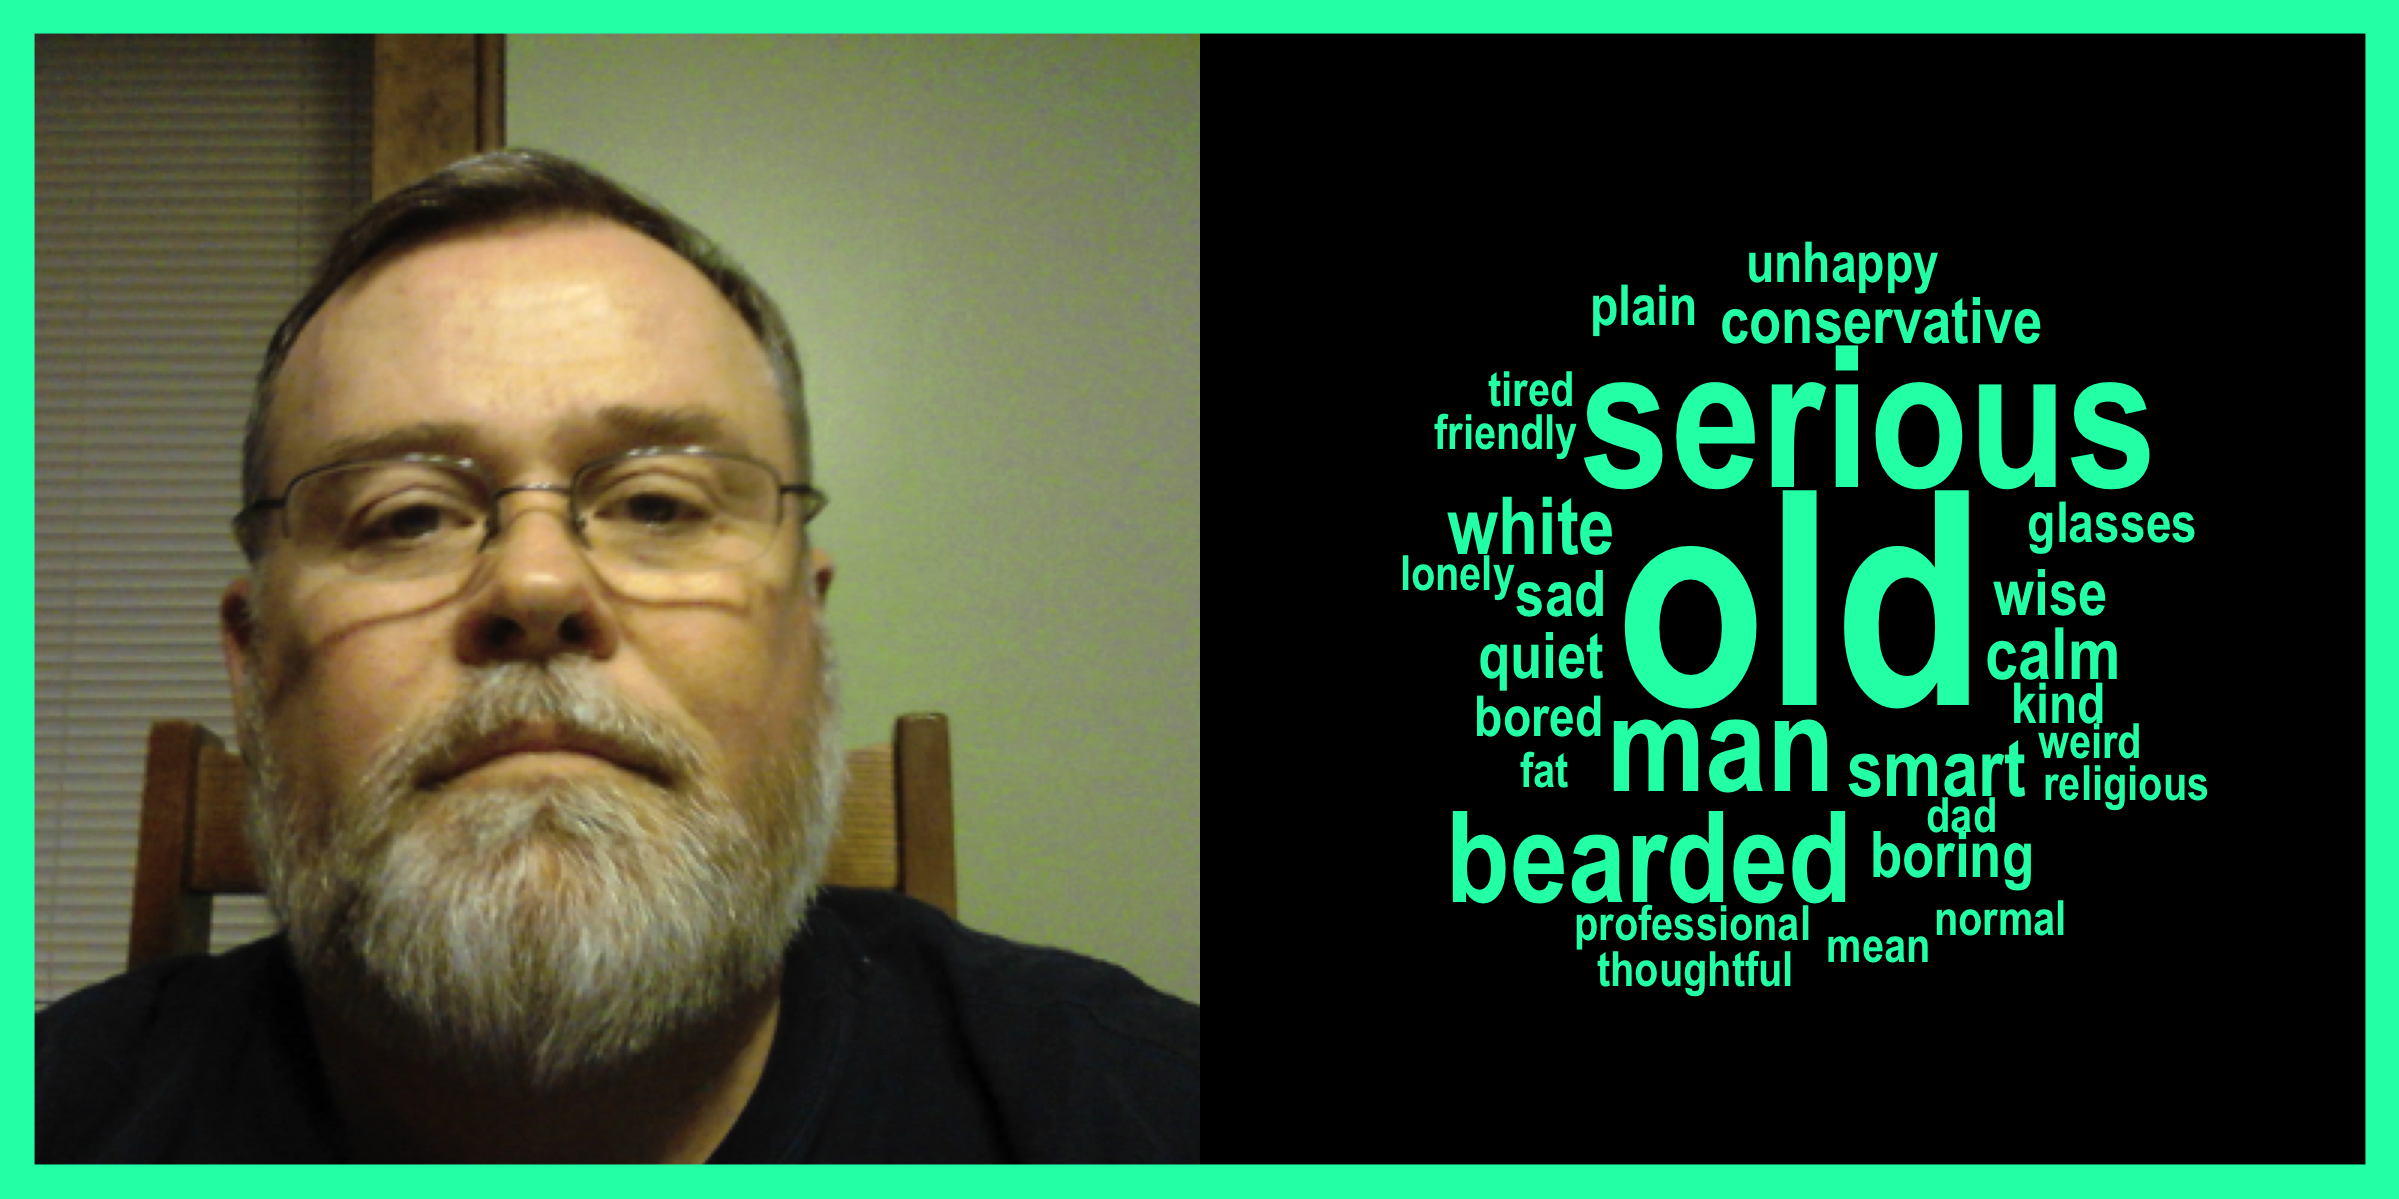 unhappy
plain conservative
tired serious
friendly
white old glasses
lonely sad wise
quiet calm
bored man kind
fat smart weird
religious
dad
bearded boring
professional normal
mean
thoughtful